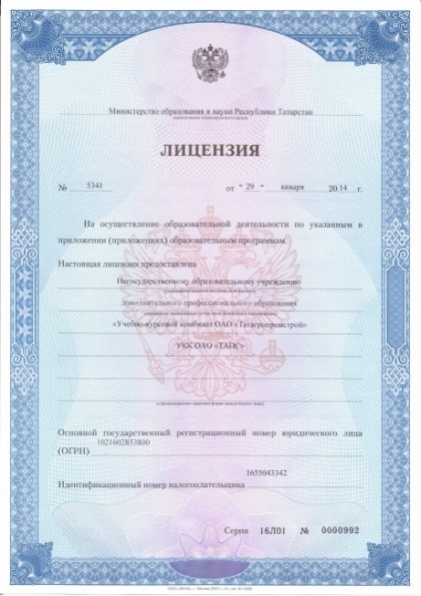 Министерство образования и науки Республики Татарстан
ЛИЦЕНЗИЯ
№ 5341 от "29" января 2014 г.
На осуществление образовательной деятельности по указанным в
приложении (приложениях) образовательным программам.
Настоящая лицензия предоставлена
Негосударственному образовательному учреждению
дополнительного профессионального образования
«Учебно-курсовой комбинат ОАО «Татагропромстрой»
УКК ОАО «ТАПС»
Основной государственный регистрационный номер юридического лица
1021602853800
(ОГРН)
1655043342
Идентификационный номер налогоплательщика
Серия 16Л01 № 0000992